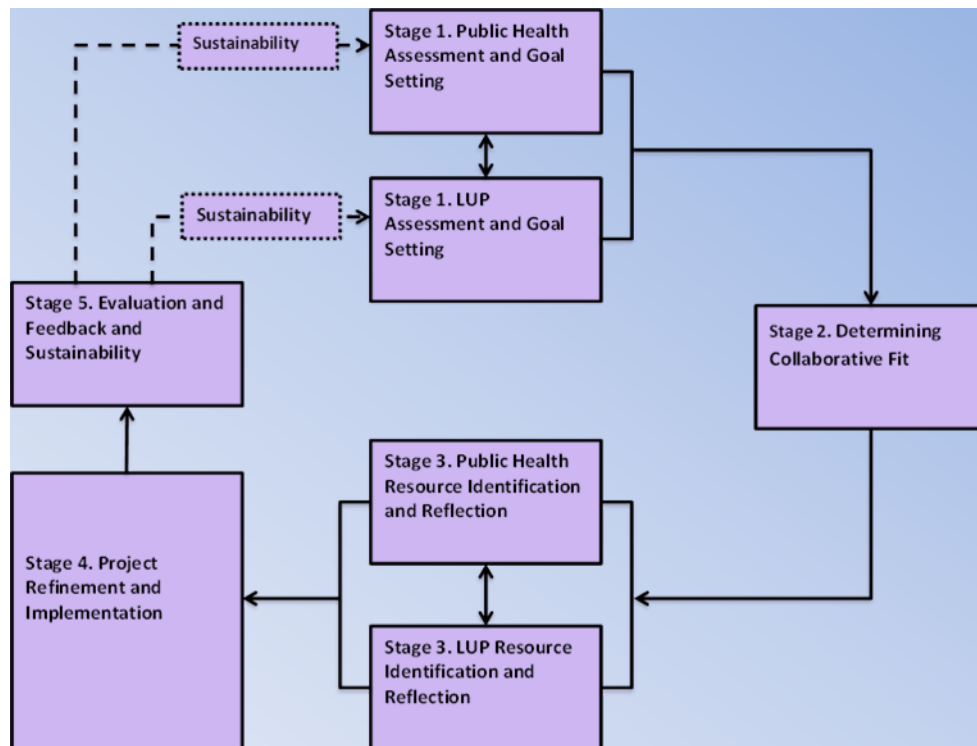 Sustainability
Stage 1. Public Health
Assessment and Goal
Setting
Sustainability
Stage 1. LUP
Assessment and Goal
Setting
Stage 5. Evaluation and
Feedback and
Sustainability
Stage 2. Determining
Collaborative Fit
Stage 3. Public Health
Resource Identification
and Reflection
Stage 4. Project
Refinement and
Implementation
Stage 3. LUP Resource
Identification and
Reflection